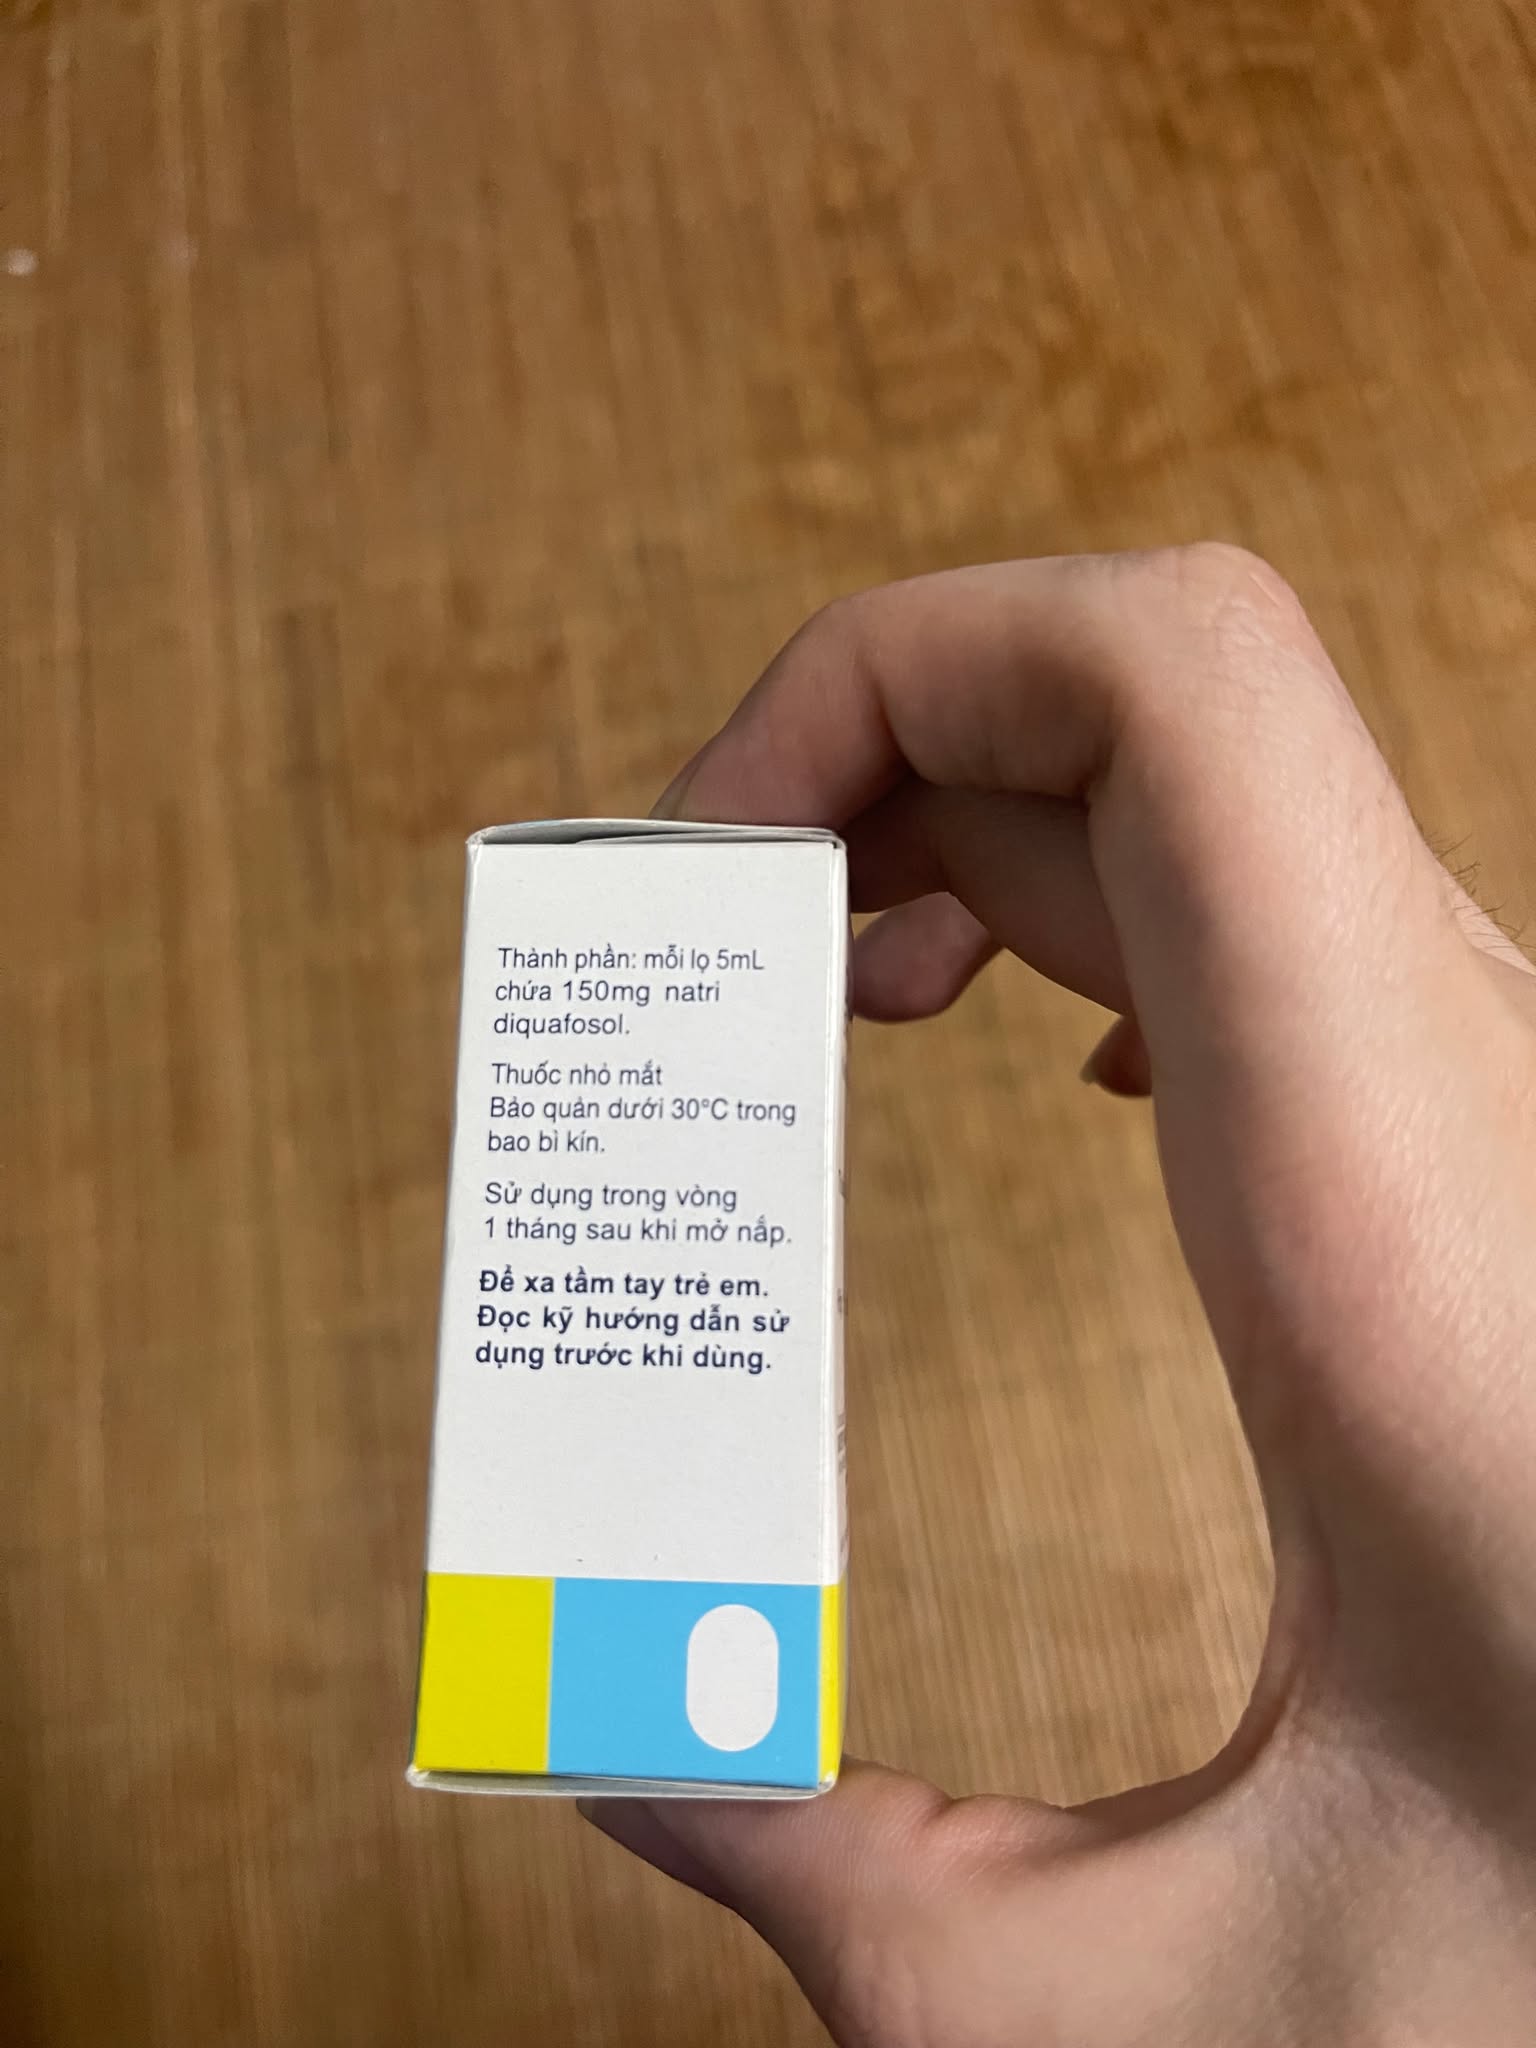 Thành phần: mỗi lọ 5mL
chứa 150mg natri
diquafosol.
Thuốc nhỏ mắt
Bảo quản dưới 30°C trong
bao bì kín.
Sử dụng trong vòng
1 tháng sau khi mở nắp.
Để xa tầm tay trẻ em.
Đọc kỹ hướng dẫn sử
dụng trước khi dùng.